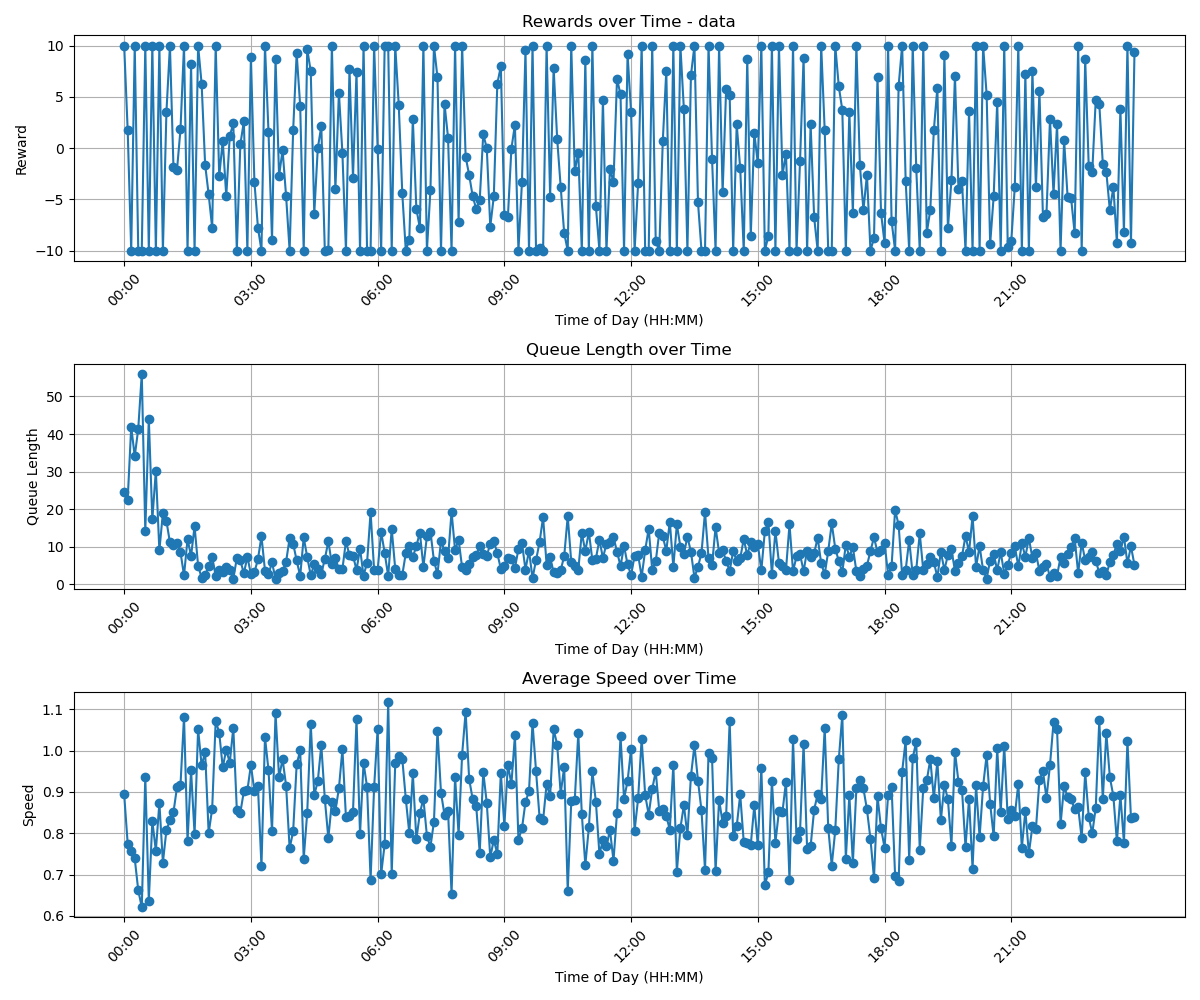 Rewards over Time - data
10
5
0
−5
−10
Reward
00:00 03:00 06:00 09:00 12:00 15:00 18:00 21:00
Time of Day (HH:MM)
Queue Length over Time
50
40
30
20
10
0
Queue Length
00:00 03:00 06:00 09:00 12:00 15:00 18:00 21:00
Time of Day (HH:MM)
Average Speed over Time
1.1
1.0
0.9
0.8
0.7
0.6
Speed
00:00 03:00 06:00 09:00 12:00 15:00 18:00 21:00
Time of Day (HH:MM)